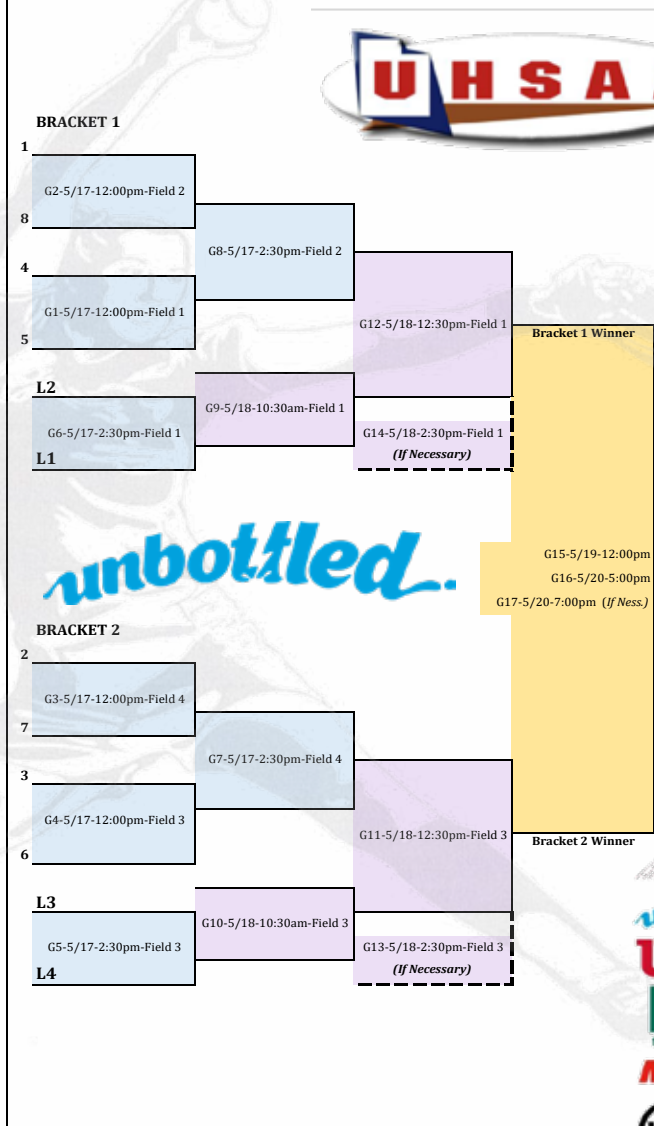 UHSA
BRACKET 1
1
G2-5/17-12:00pm-Field 2
8
G8-5/17-2:30pm-Field 2
4
G1-5/17-12:00pm-Field 1
5
G12-5/18-12:30pm-Field 1
Bracket 1 Winner
L2
G9-5/18-10:30am-Field 1
G6-5/17-2:30pm-Field 1
L1
G14-5/18-2:30pm-Field 1
(If Necessary)
unbottled
G15-5/19-12:00pm
G16-5/20-5:00pm
G17-5/20-7:00pm (If Ness.)
BRACKET 2
2
G3-5/17-12:00pm-Field 4
7
G7-5/17-2:30pm-Field 4
3
G4-5/17-12:00pm-Field 3
6
G11-5/18-12:30pm-Field 3
Bracket 2 Winner
L3
G10-5/18-10:30am-Field 3
G5-5/17-2:30pm-Field 3
L4
G13-5/18-2:30pm-Field 3
(If Necessary)